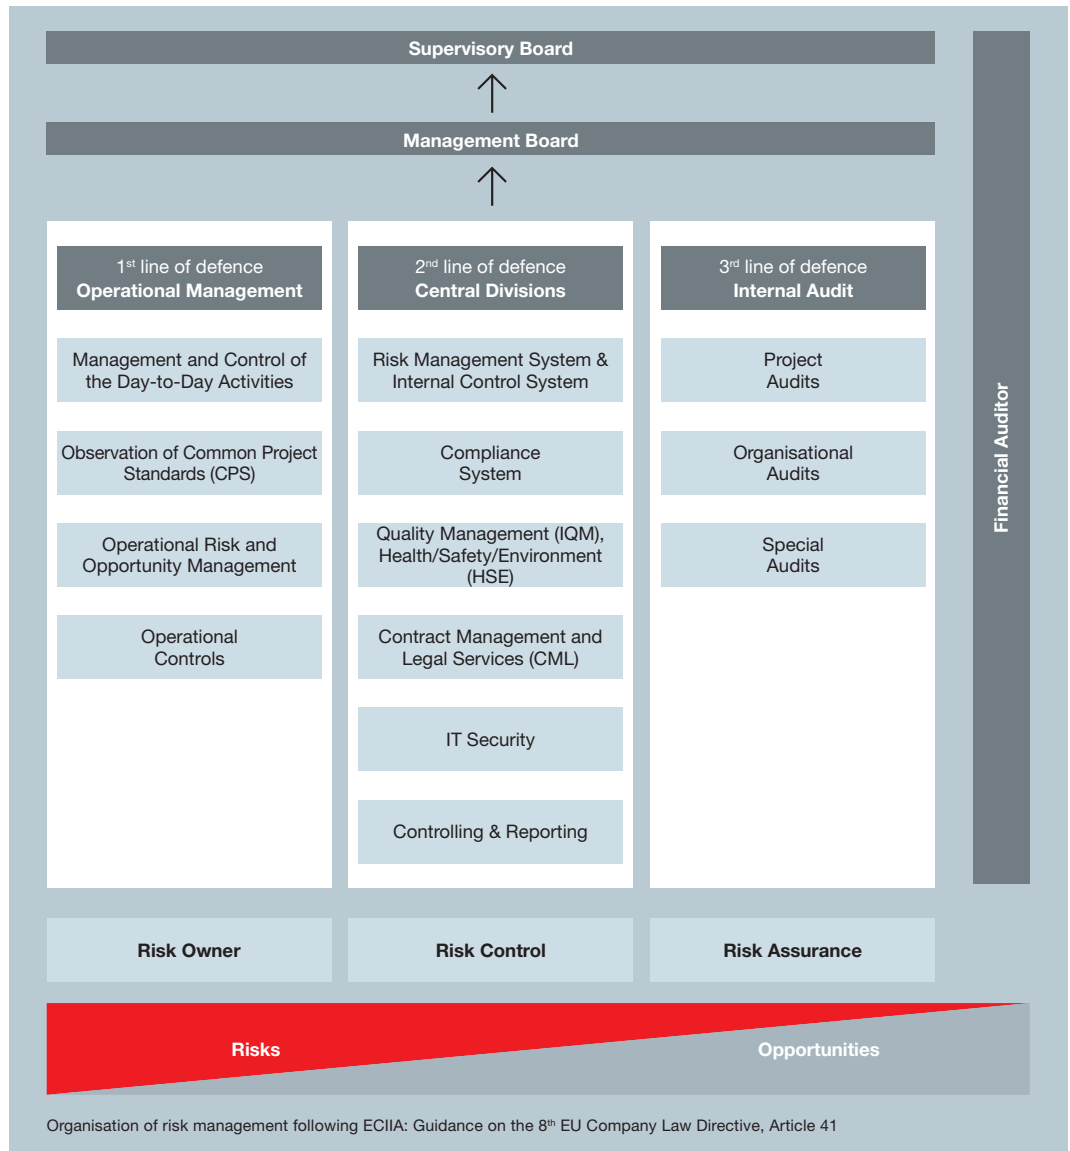 Supervisory Board
Management Board
1st line of defence
Operational Management
Management and Control of
the Day-to-Day Activities
Observation of Common Project
Standards (CPS)
Operational Risk and
Opportunity Management
Operational
Controls
2nd line of defence
Central Divisions
Risk Management System &
Internal Control System
Compliance
System
Quality Management (IQM),
Health/Safety/Environment
(HSE)
Contract Management and
Legal Services (CML)
IT Security
Controlling & Reporting
3rd line of defence
Internal Audit
Project
Audits
Organisational
Audits
Special
Audits
Financial Auditor
Risk Owner
Risk Control
Risk Assurance
Risks
Opportunities
Organisation of risk management following ECIIA: Guidance on the 8th EU Company Law Directive, Article 41